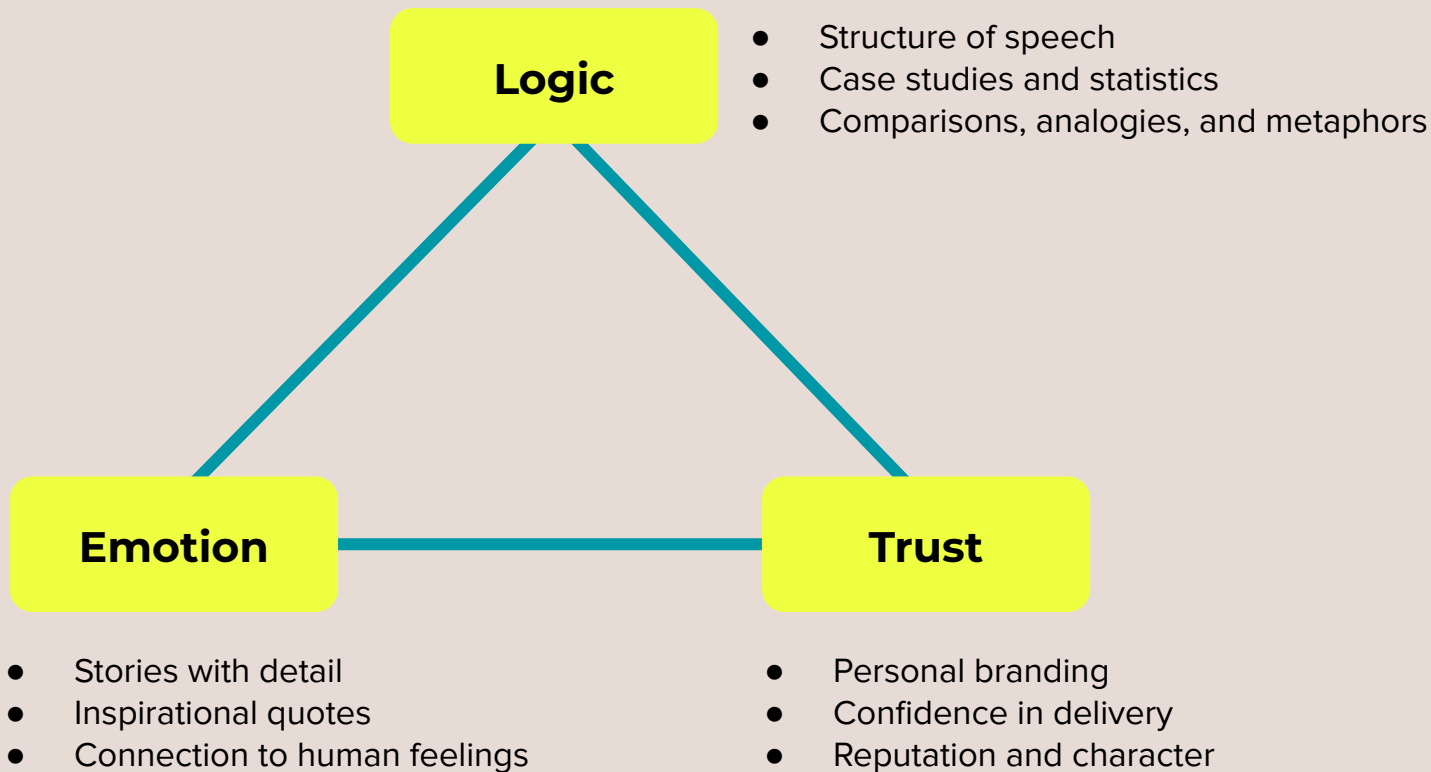 Logic
● Structure of speech
● Case studies and statistics
● Comparisons, analogies, and metaphors
Emotion
● Stories with detail
● Inspirational quotes
● Connection to human feelings
Trust
● Personal branding
● Confidence in delivery
● Reputation and character